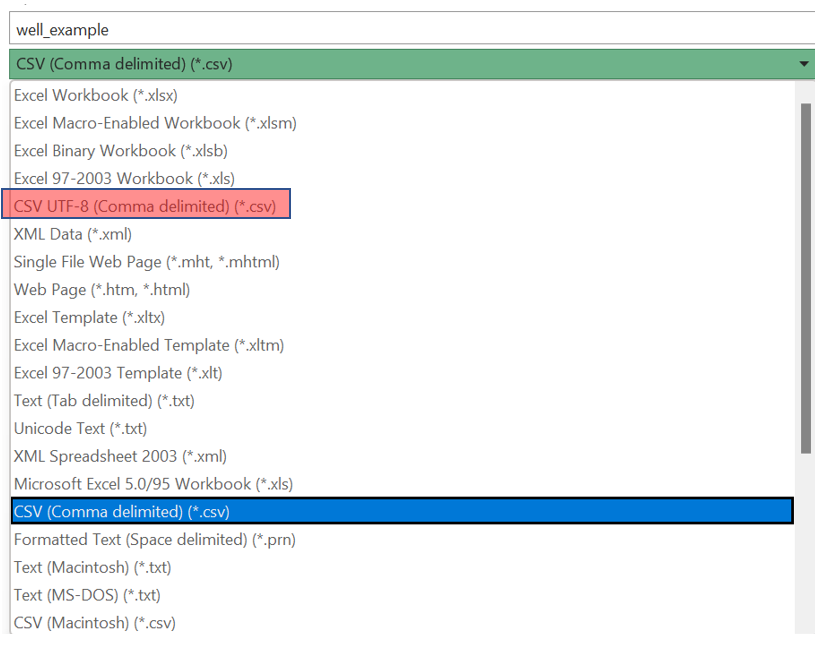 well_example
CSV (Comma delimited) (*.csv)
Excel Workbook (*.xlsx)
Excel Macro-Enabled Workbook (*.xlsm)
Excel Binary Workbook (*.xlsb)
Excel 97-2003 Workbook (*.xls)
CSV UTF-8 (Comma delimited) (*.csv)
XML Data (*.xml)
Single File Web Page (*.mht, *.mhtml)
Web Page (*.htm, *.html)
Excel Template (*.xltx)
Excel Macro-Enabled Template (*.xltm)
Excel 97-2003 Template (*.xlt)
Text (Tab delimited) (*.txt)
Unicode Text (*.txt)
XML Spreadsheet 2003 (*.xml)
Microsoft Excel 5.0/95 Workbook (*.xls)
CSV (Comma delimited) (*.csv)
Formatted Text (Space delimited) (*.prn)
Text (Macintosh) (*.txt)
Text (MS-DOS) (*.txt)
CSV (Macintosh) (*.csv)